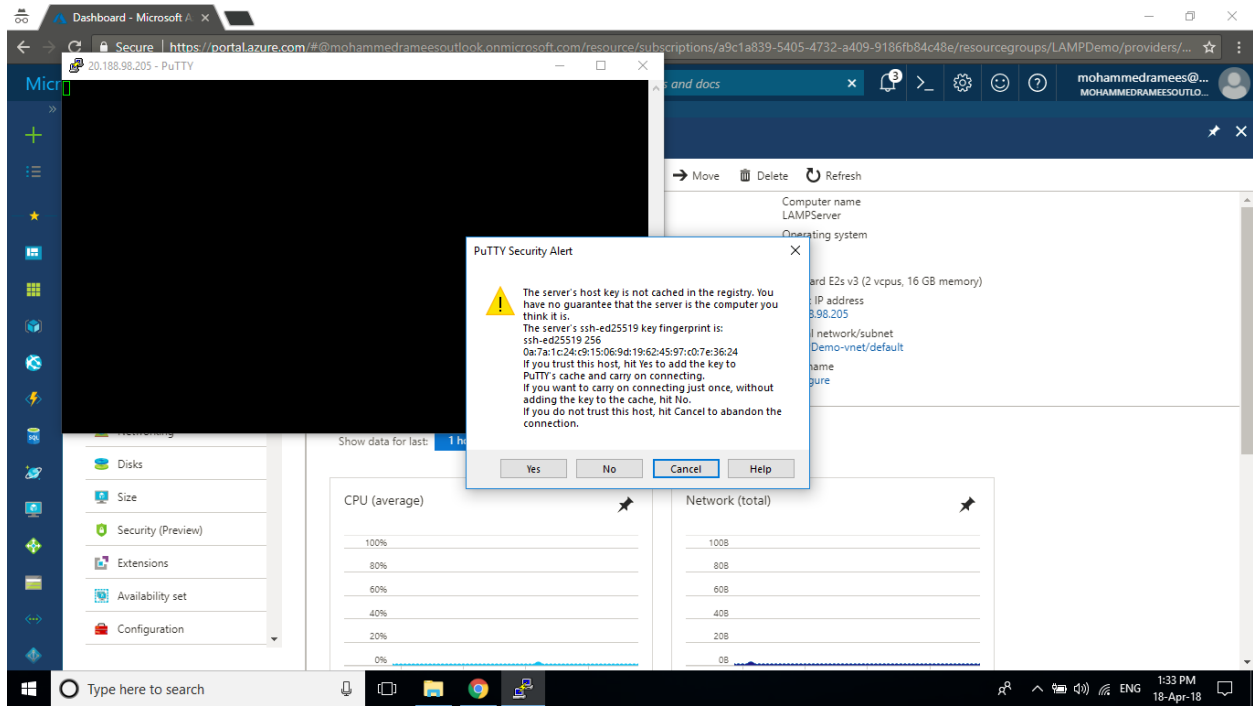 Dashboard - Microsoft A
Secure | https://portal.azure.com/#@mohammedrameesoutlook.onmicrosoft.com/resource/subscriptions/a9c1a839-5405-4732-a409-9186fb84c48e/resourcegroups/LAMPDemo/providers/...
20.188.98.205 - PuTTY
Micr
s and docs
3
mohammedramees@...
MOHAMMEDRAMEESOUTLO...
Move
Delete
Refresh
Computer name
LAMPServer
Operating system
ard E2s v3 (2 vcpus, 16 GB memory)
IP address
8.98.205
l network/subnet
Demo-vnet/default
name
gure
PuTTY Security Alert
The server's host key is not cached in the registry. You
have no guarantee that the server is the computer you
think it is.
The server's ssh-ed25519 key fingerprint is:
ssh-ed25519 256
0a:7a:1c:24:c9:15:06:9d:19:62:45:97:c0:7e:36:24
If you trust this host, hit Yes to add the key to
PuTTY's cache and carry on connecting.
If you want to carry on connecting just once, without
adding the key to the cache, hit No.
If you do not trust this host, hit Cancel to abandon the
connection.
Yes
No
Cancel
Help
Networking
Disks
Size
Security (Preview)
Extensions
Availability set
Configuration
SQL
Show data for last:
1 h
CPU (average)
100%
80%
60%
40%
20%
0%
Network (total)
100B
80B
60B
40B
20B
0B
Type here to search
ENG
1:33 PM
18-Apr-18